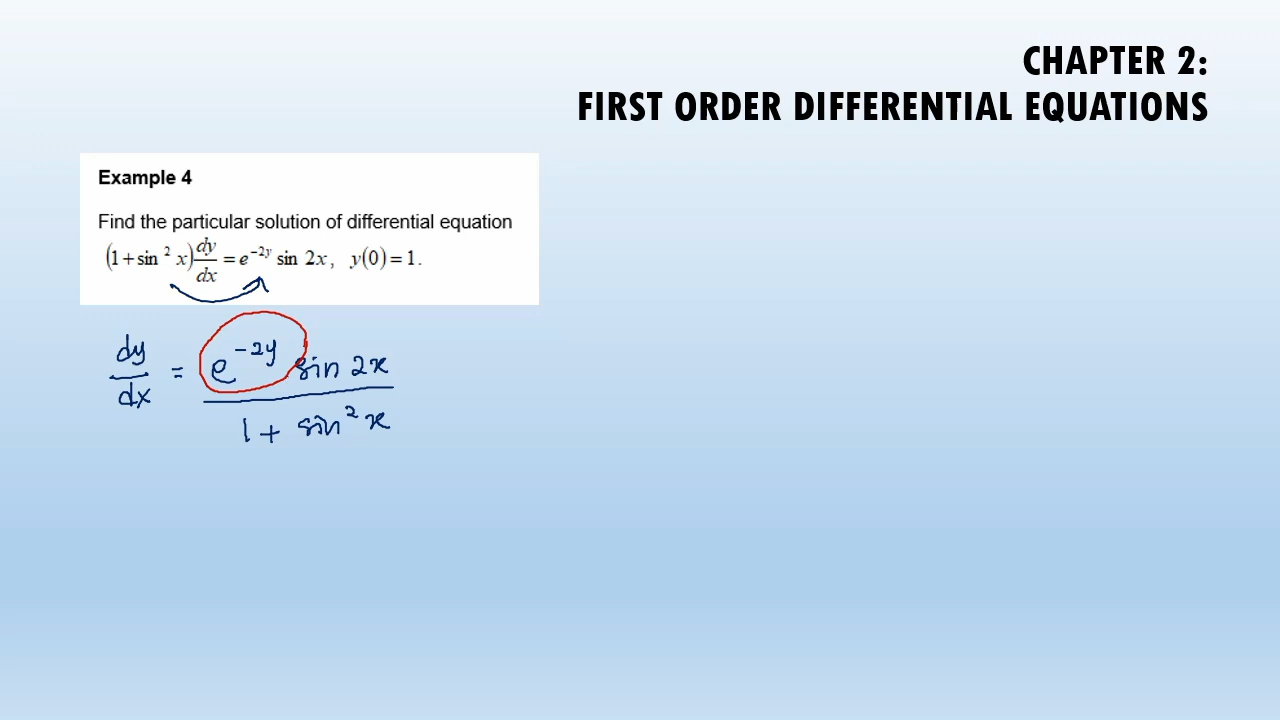 CHAPTER 2:
FIRST ORDER DIFFERENTIAL EQUATIONS
Example 4
Find the particular solution of differential equation
(1 + sin² x) dy/dx = e^(−2y) sin 2x, y(0) = 1.
dy/dx = e^(−2y) sin 2x / (1 + sin² x)